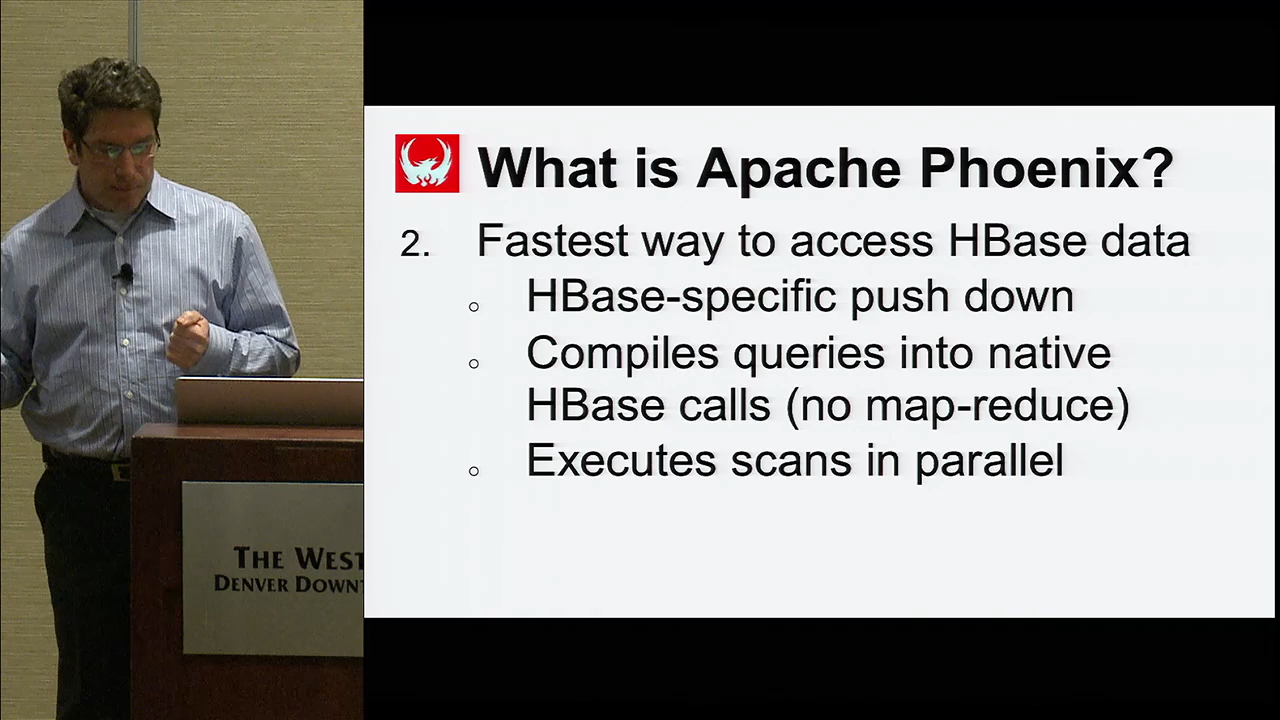 What is Apache Phoenix?
2. Fastest way to access HBase data
○ HBase-specific push down
○ Compiles queries into native
HBase calls (no map-reduce)
○ Executes scans in parallel
THE WEST
DENVER DOWNT